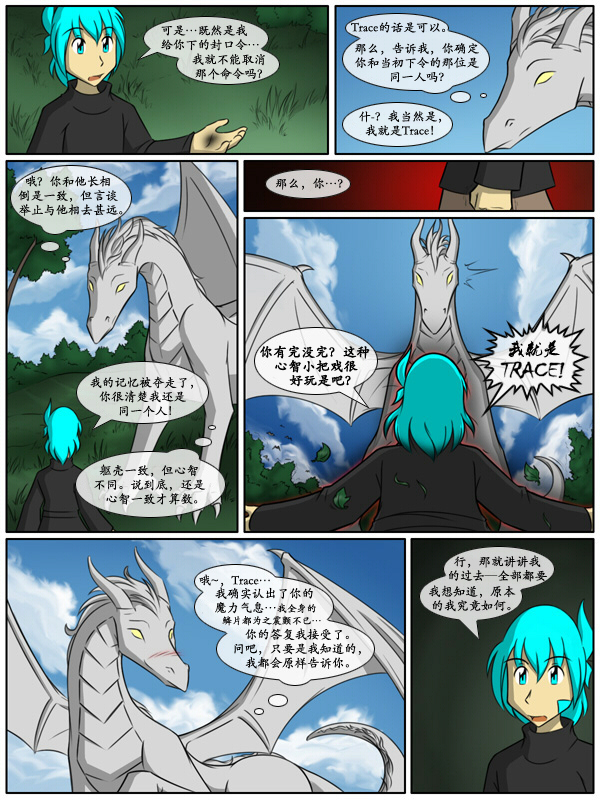 可是…既然是我
给你下的封口令…
我就不能取消
那个命令吗？
Trace的话是可以。
那么，告诉我，你确定
你和当初下令的那位是
同一人吗？
什-？我当然是，
我就是Trace！
哦？你和他长相
倒是一致，但言谈
举止与他相去甚远。
我的记忆被夺走了，
你很清楚我还是
同一个人！
躯壳一致，但心智
不同。说到底，还是
心智一致才算数。
那么，你…？
你有完没完？这种
心智小把戏很
好玩是吧？
我就是
TRACE！
哦~，Trace…
我确实认出了你的
魔力气息…我全身的
鳞片都为之震颤不已…
你的答复我接受了。
问吧，只要是我知道的，
我都会原样告诉你。
行，那就讲讲我
的过去—全部都要
我想知道，原本
的我究竟如何。